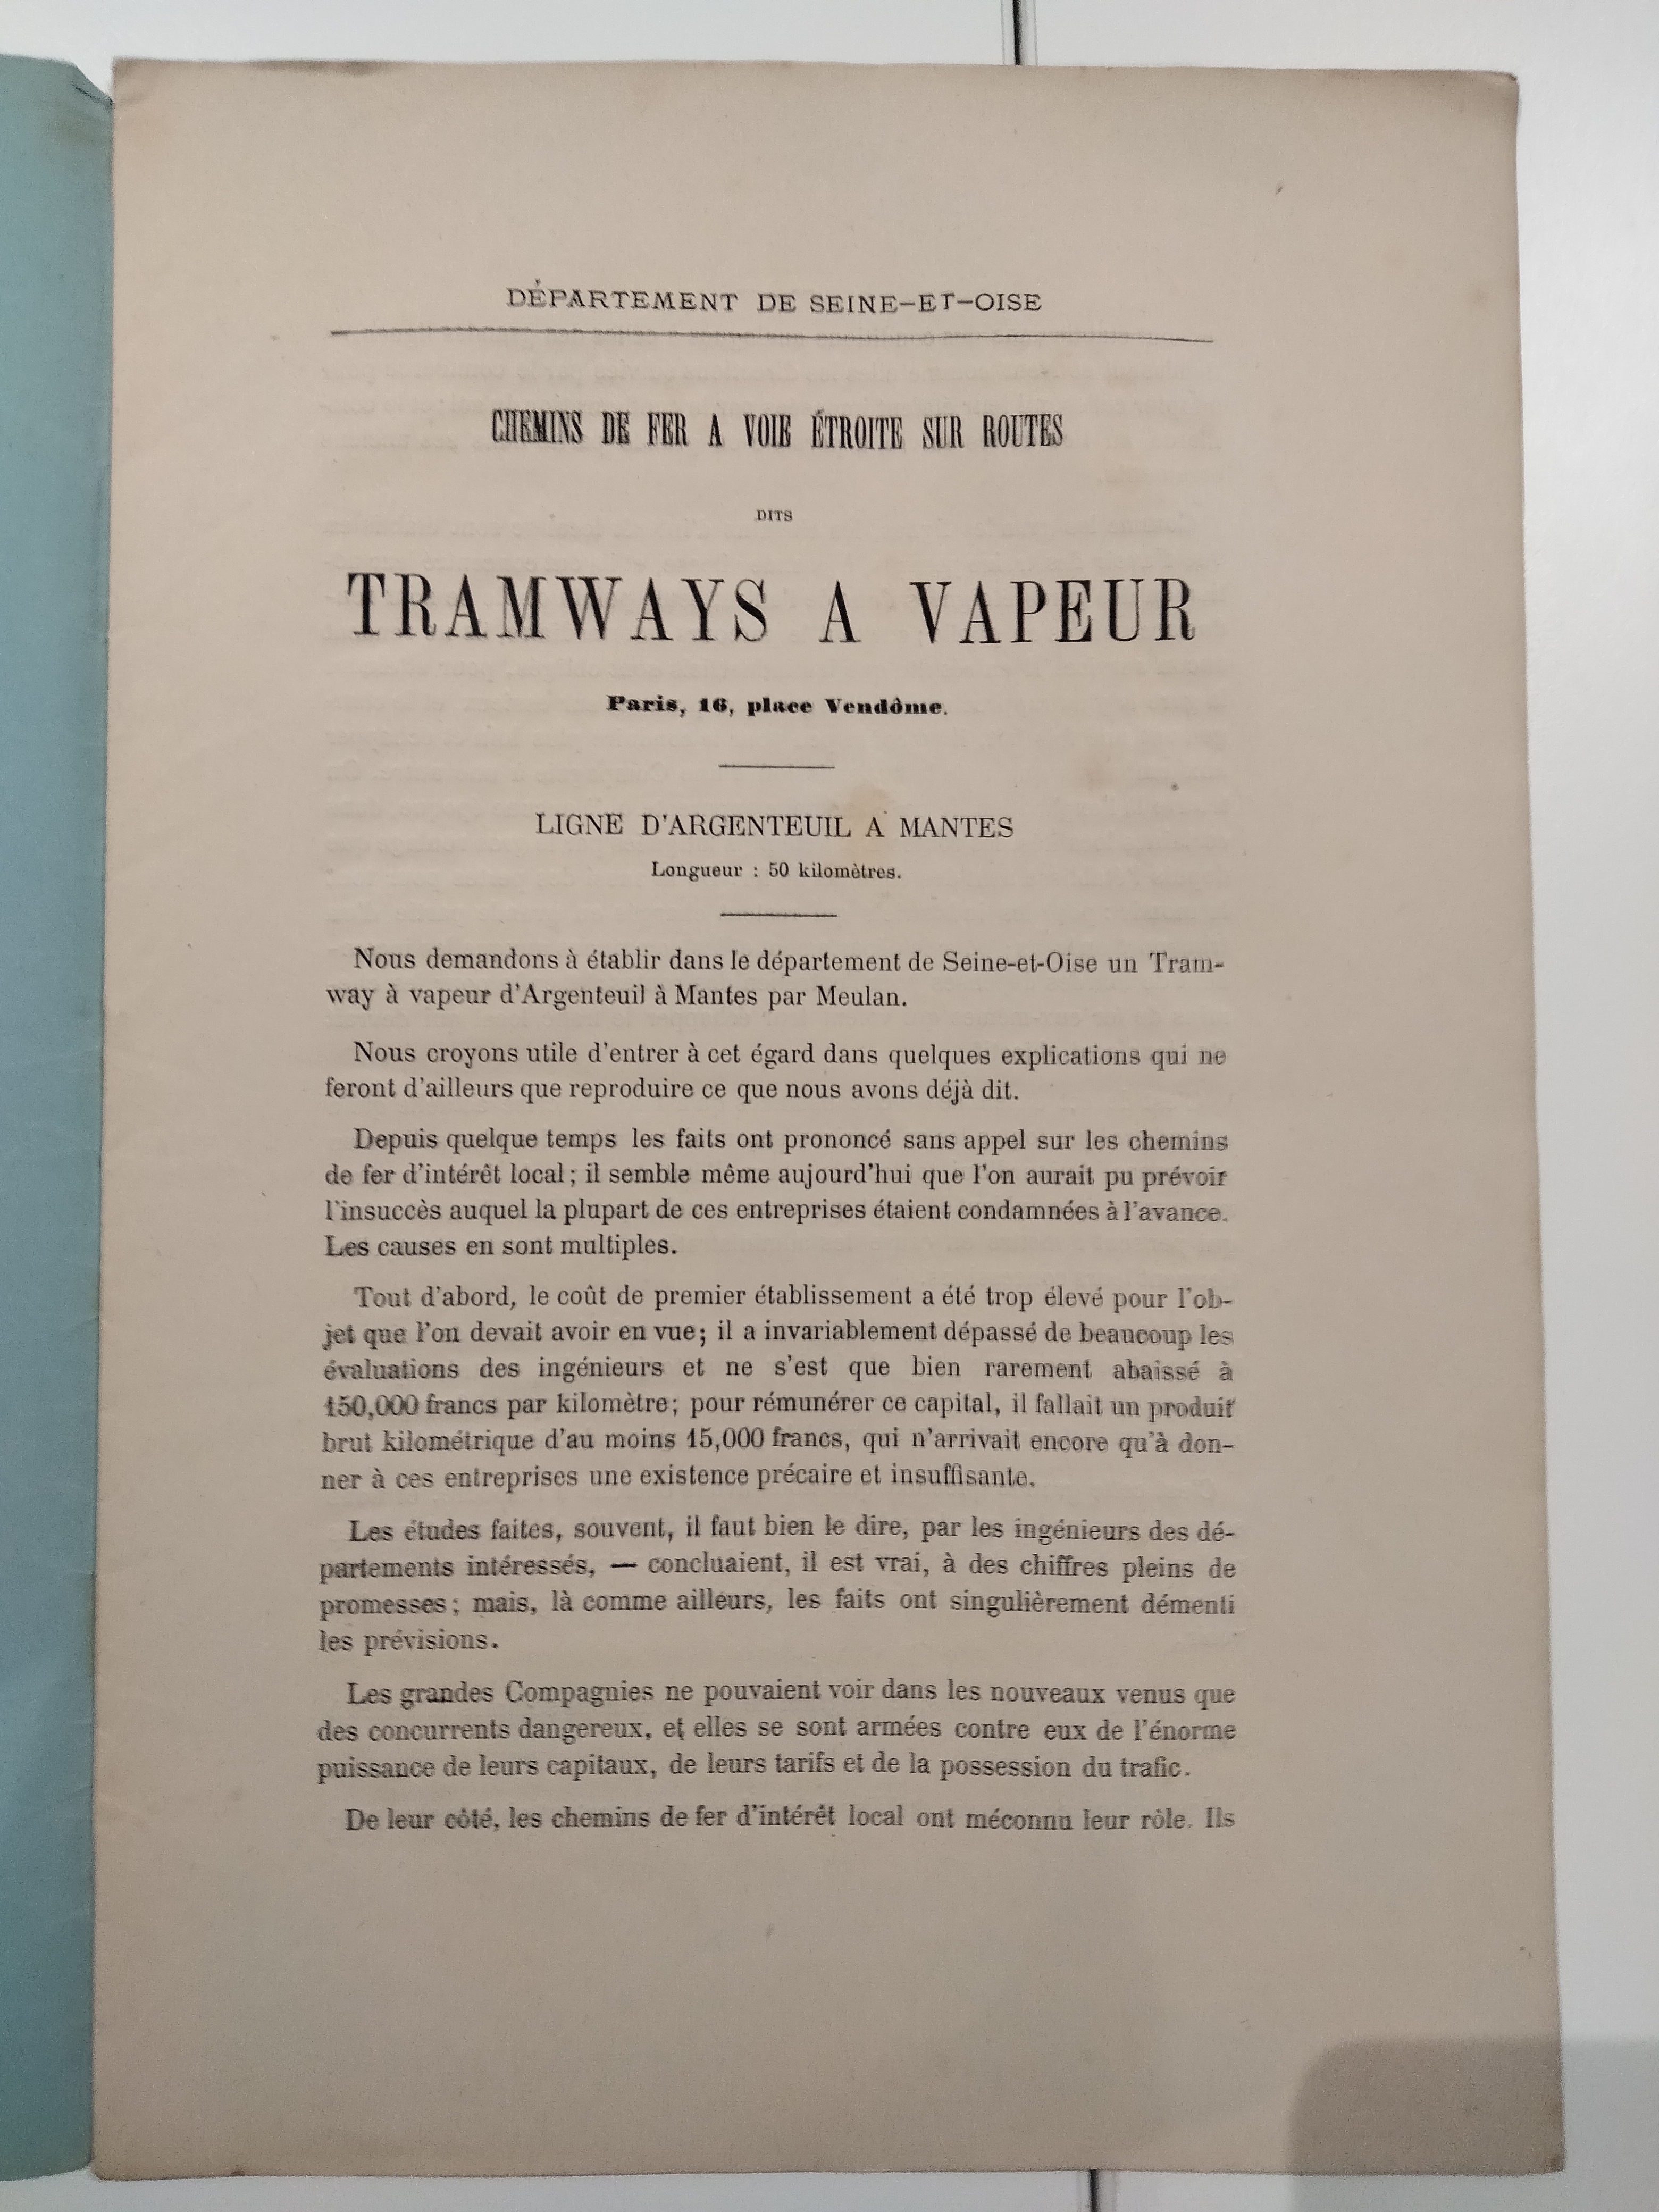 DÉPARTEMENT DE SEINE-ET-OISE
CHEMINS DE FER A VOIE ÉTROITE SUR ROUTES
DITS
TRAMWAYS A VAPEUR
Paris, 16, place Vendôme.
LIGNE D'ARGENTEUIL A MANTES
Longueur : 50 kilomètres.
Nous demandons à établir dans le département de Seine-et-Oise un Tram-
way à vapeur d'Argenteuil à Mantes par Meulan.
Nous croyons utile d'entrer à cet égard dans quelques explications qui ne
feront d'ailleurs que reproduire ce que nous avons déjà dit.
Depuis quelque temps les faits ont prononcé sans appel sur les chemins
de fer d'intérêt local ; il semble même aujourd'hui que l'on aurait pu prévoir
l'insuccès auquel la plupart de ces entreprises étaient condamnées à l'avance.
Les causes en sont multiples.
Tout d'abord, le coût de premier établissement a été trop élevé pour l'ob-
jet que l'on devait avoir en vue ; il a invariablement dépassé de beaucoup les
évaluations des ingénieurs et ne s'est que bien rarement abaissé à
150,000 francs par kilomètre ; pour rémunérer ce capital, il fallait un produit
brut kilométrique d'au moins 15,000 francs, qui n'arrivait encore qu'à don-
ner à ces entreprises une existence précaire et insuffisante.
Les études faites, souvent, il faut bien le dire, par les ingénieurs des dé-
partements intéressés, — concluaient, il est vrai, à des chiffres pleins de
promesses ; mais, là comme ailleurs, les faits ont singulièrement démenti
les prévisions.
Les grandes Compagnies ne pouvaient voir dans les nouveaux venus que
des concurrents dangereux, et elles se sont armées contre eux de l'énorme
puissance de leurs capitaux, de leurs tarifs et de la possession du trafic.
De leur côté, les chemins de fer d'intérêt local ont méconnu leur rôle. Ils